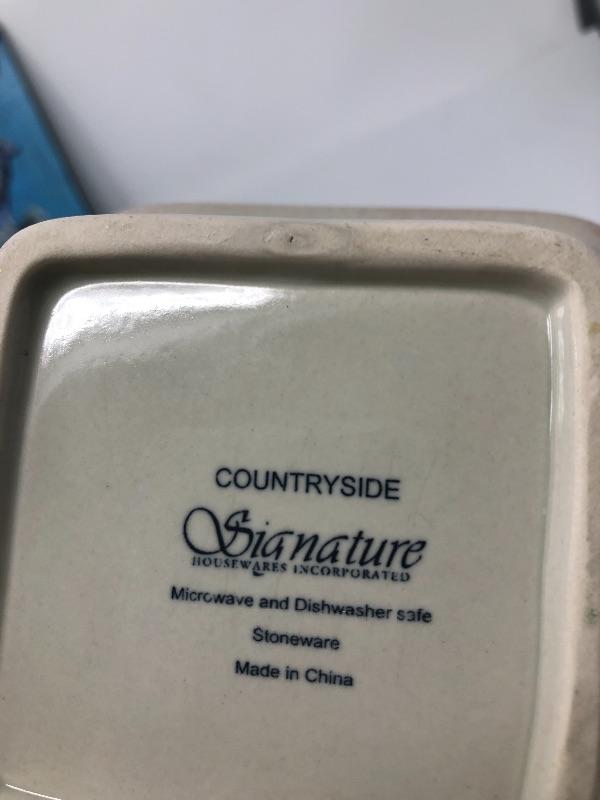 COUNTRYSIDE
Signature
HOUSEWARES INCORPORATED
Microwave and Dishwasher safe
Stoneware
Made in China